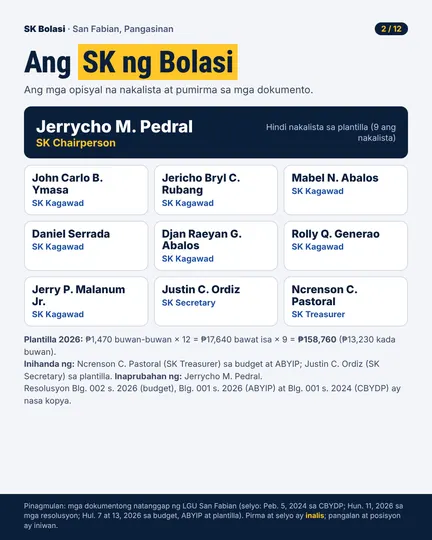 SK Bolasi · San Fabian, Pangasinan
2 / 12
Ang SK ng Bolasi
Ang mga opisyal na nakalista at pumirma sa mga dokumento.
Jerrycho M. Pedral
SK Chairperson
Hindi nakalista sa plantilla (9 ang
nakalista)
John Carlo B.
Ymasa
SK Kagawad
Jericho Bryl C.
Rubang
SK Kagawad
Mabel N. Abalos
SK Kagawad
Daniel Serrada
SK Kagawad
Djan Raeyan G.
Abalos
SK Kagawad
Rolly Q. Generao
SK Kagawad
Jerry P. Malanum
Jr.
SK Kagawad
Justin C. Ordiz
SK Secretary
Ncrenson C.
Pastoral
SK Treasurer
Plantilla 2026: ₱1,470 buwan-buwan × 12 = ₱17,640 bawat isa × 9 = ₱158,760 (₱13,230 kada
buwan).
Inihanda ng: Ncrenson C. Pastoral (SK Treasurer) sa budget at ABYIP; Justin C. Ordiz (SK
Secretary) sa plantilla. Inaprubahan ng: Jerrycho M. Pedral.
Resolusyon Blg. 002 s. 2026 (budget), Blg. 001 s. 2026 (ABYIP) at Blg. 001 s. 2024 (CBYDP) ay
nasa kopya.
Pinagmulan: mga dokumentong natanggap ng LGU San Fabian (selyo: Peb. 5, 2024 sa CBYDP; Hun. 11, 2026 sa
mga resolusyon; Hul. 7 at 13, 2026 sa budget, ABYIP at plantilla). Pirma at selyo ay inalis; pangalan at posisyon
ay iniwan.